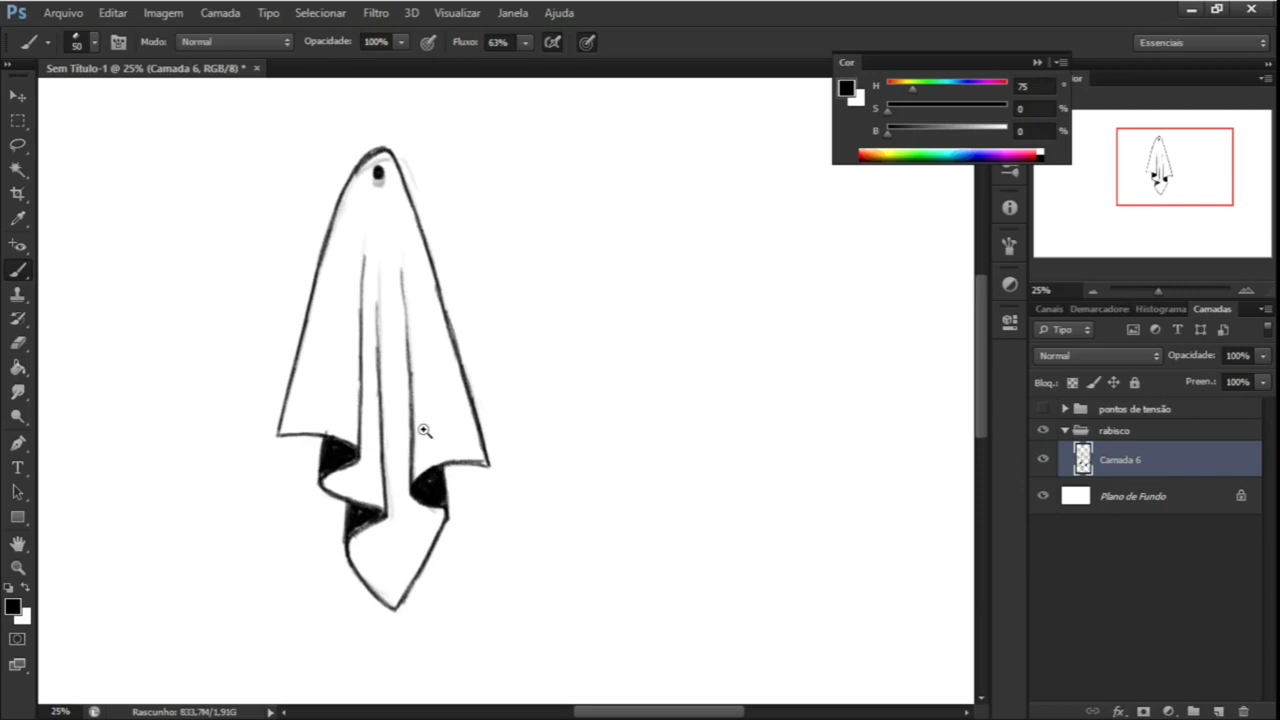 Ps Arquivo Editar Imagem Camada Tipo Selecionar Filtro 3D Visualizar Janela Ajuda
50 Modo: Normal Opacidade: 100% Fluxo: 63% Essenciais
Sem Título-1 @ 25% (Camada 6, RGB/8) * ×
Cor
H 75 °
S 0 %
B 0 %
25%
Canais Demarcadores Histograma Camadas
Tipo
Normal Opacidade: 100%
Bloq.: Preen.: 100%
pontos de tensão
rabisco
Camada 6
Plano de Fundo
25% Rascunho: 833,7M/1,91G